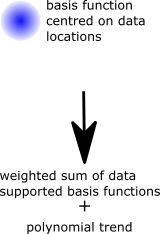 basis function
centred on data
locations
weighted sum of data
supported basis functions
+
polynomial trend